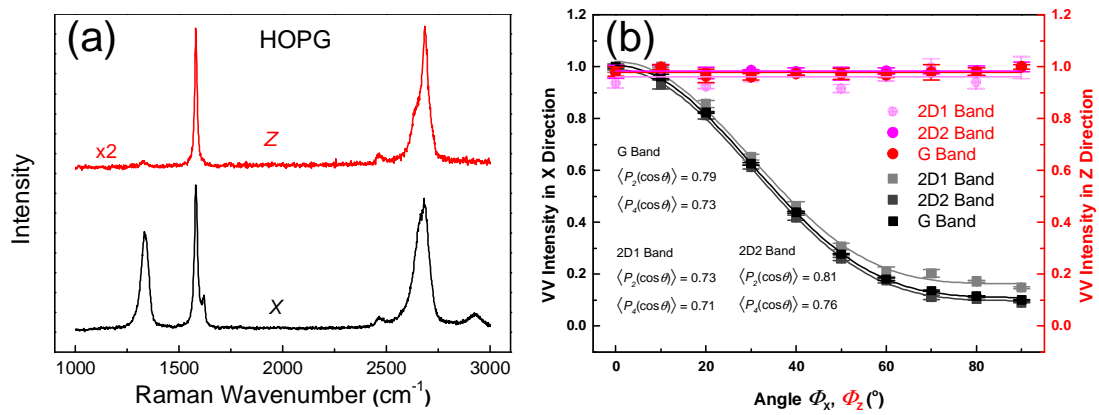 (a)
HOPG
x2
Z
X
Intensity
1000
1500
2000
2500
3000
Raman Wavenumber (cm⁻¹)
(b)
1.2
1.0
0.8
0.6
0.4
0.2
0.0
VV Intensity in X Direction
2D1 Band
2D2 Band
G Band
2D1 Band
2D2 Band
G Band
G Band
⟨P₂(cosθ)⟩ = 0.79
⟨P₄(cosθ)⟩ = 0.73
2D1 Band
⟨P₂(cosθ)⟩ = 0.73
⟨P₄(cosθ)⟩ = 0.71
2D2 Band
⟨P₂(cosθ)⟩ = 0.81
⟨P₄(cosθ)⟩ = 0.76
0
20
40
60
80
Angle Φₓ, Φ_z (°)
1.2
1.0
0.8
0.6
0.4
0.2
0.0
VV Intensity in Z Direction